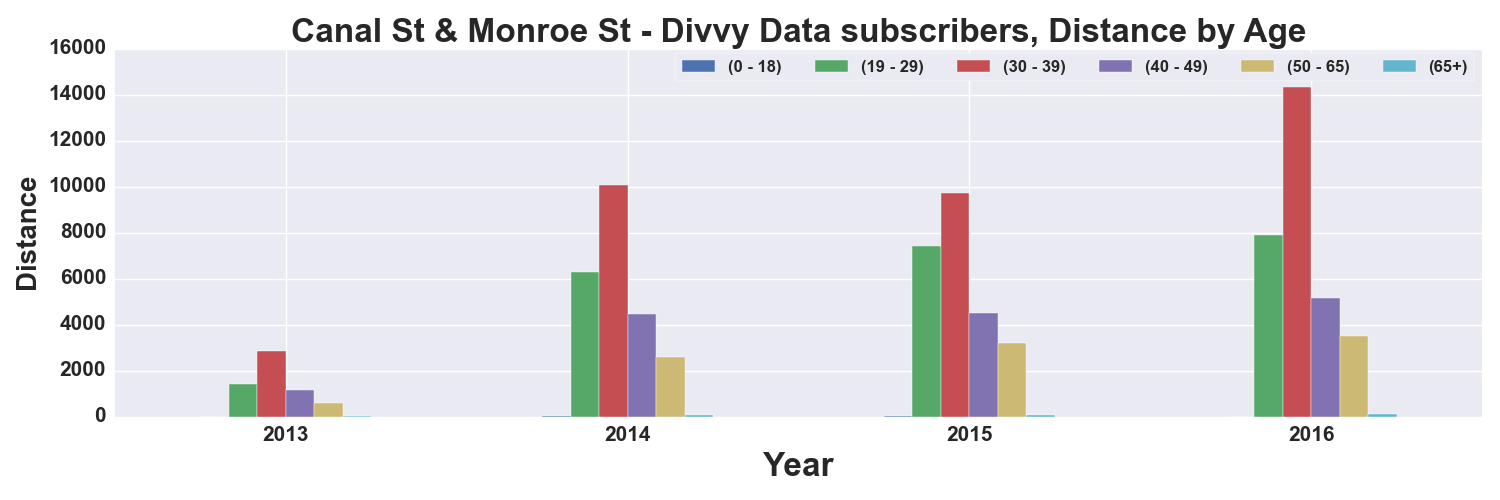 Canal St & Monroe St - Divvy Data subscribers, Distance by Age
(0 - 18) (19 - 29) (30 - 39) (40 - 49) (50 - 65) (65+)
16000
14000
12000
10000
8000
6000
4000
2000
0
Distance
2013 2014 2015 2016
Year